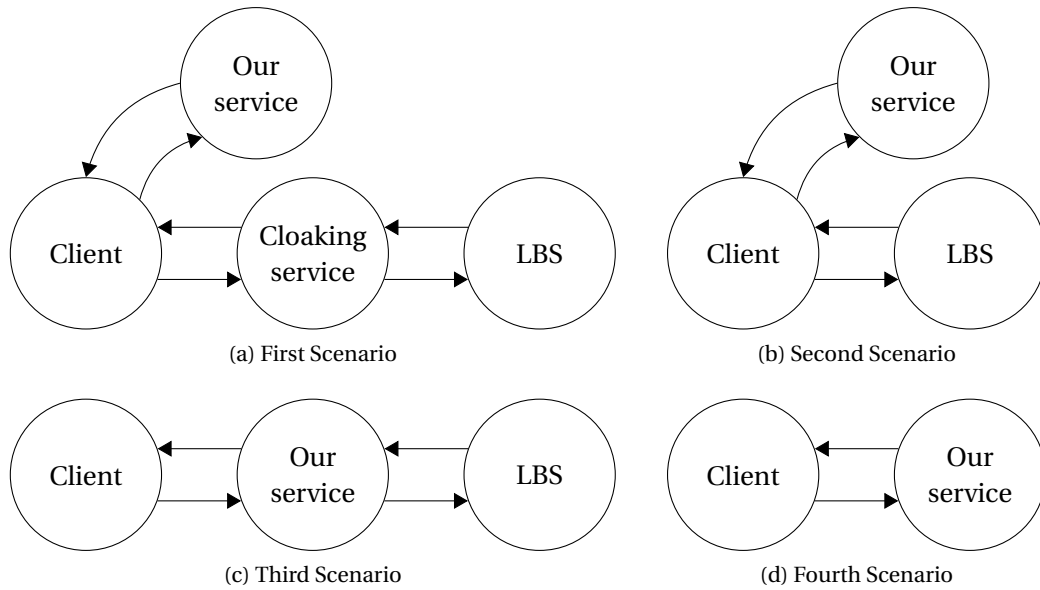 Our
service
Client
Cloaking
service
LBS
(a) First Scenario
Our
service
Client
LBS
(b) Second Scenario
Client
Our
service
LBS
(c) Third Scenario
Client
Our
service
(d) Fourth Scenario